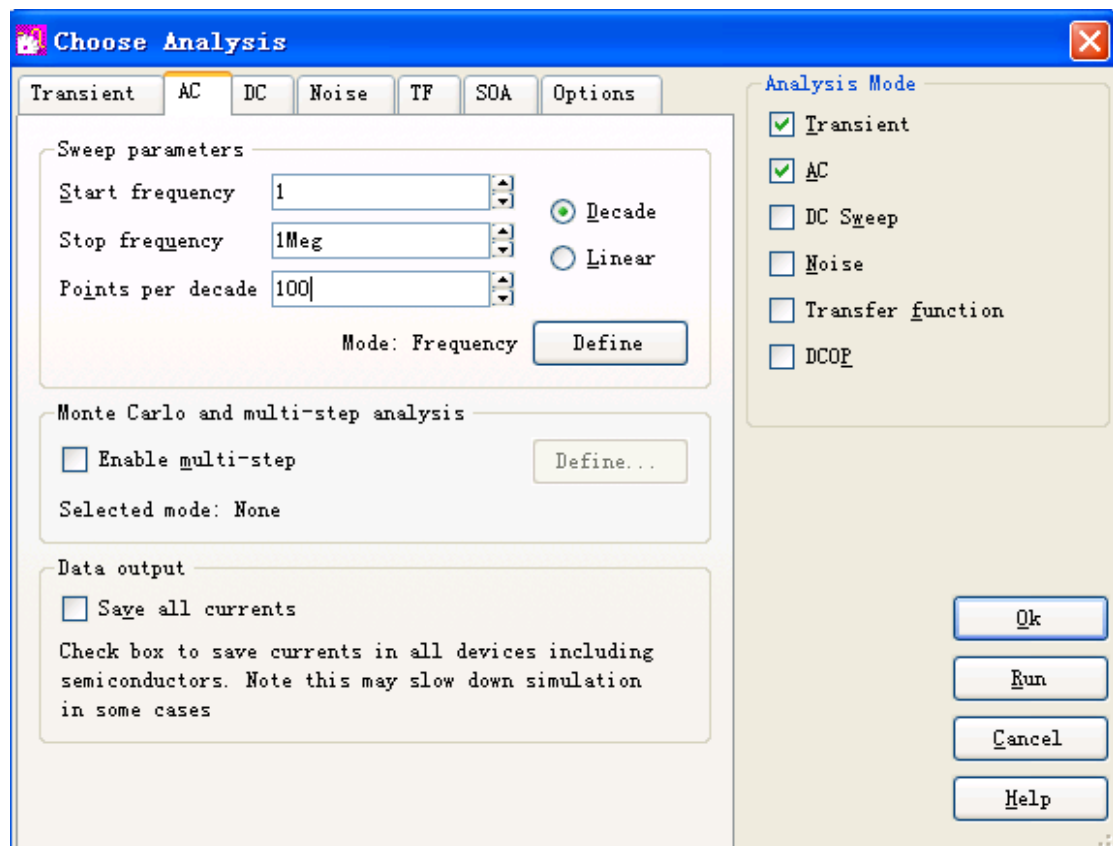 Choose Analysis
Transient AC DC Noise TF SOA Options
Sweep parameters
Start frequency 1
Stop frequency 1Meg
Points per decade 100
Decade
Linear
Mode: Frequency Define
Monte Carlo and multi-step analysis
Enable multi-step Define...
Selected mode: None
Data output
Save all currents
Check box to save currents in all devices including
semiconductors. Note this may slow down simulation
in some cases
Analysis Mode
Transient
AC
DC Sweep
Noise
Transfer function
DCOP
Ok
Run
Cancel
Help